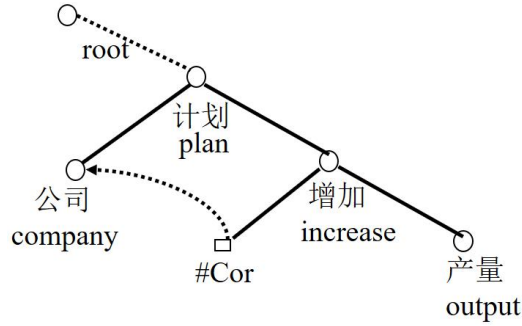 root
计划
plan
公司
company
增加
increase
#Cor
产量
output